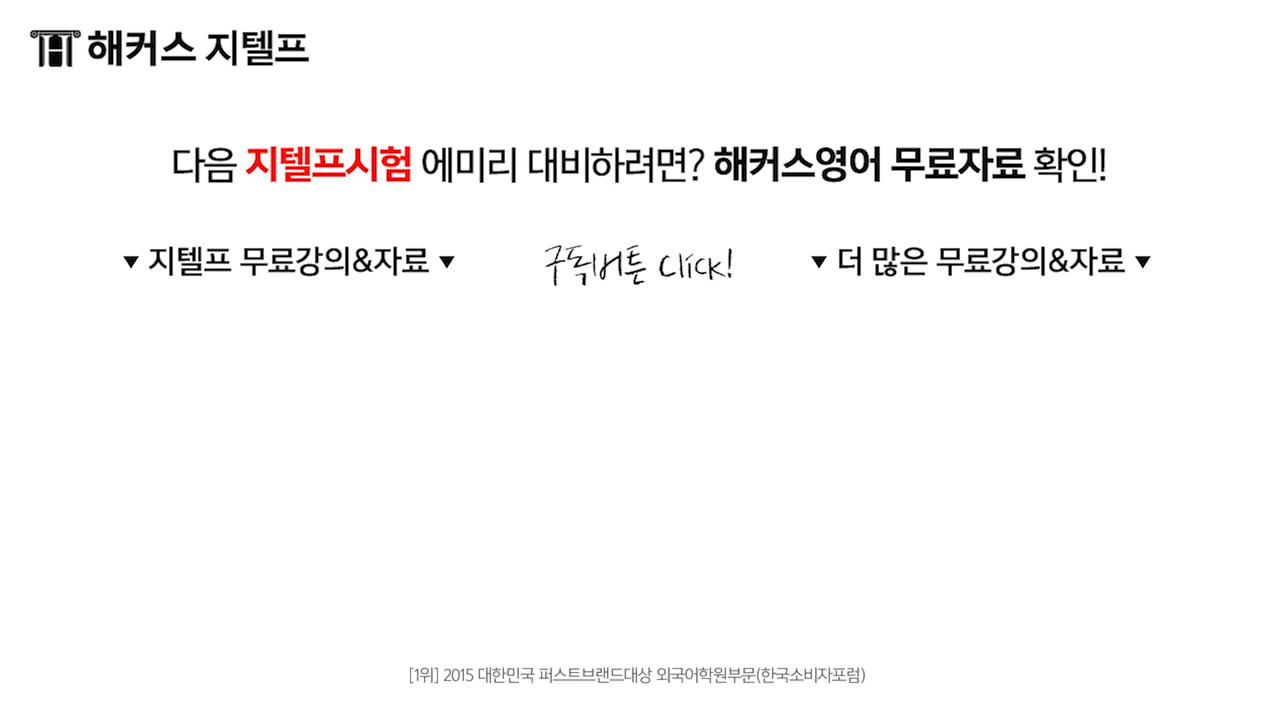 해커스 지텔프
다음 지텔프시험 에미리 대비하려면? 해커스영어 무료자료 확인!
▼ 지텔프 무료강의&자료 ▼
구독버튼 click!
▼ 더 많은 무료강의&자료 ▼
[1위] 2015 대한민국 퍼스트브랜드대상 외국어학원부문(한국소비자포럼)